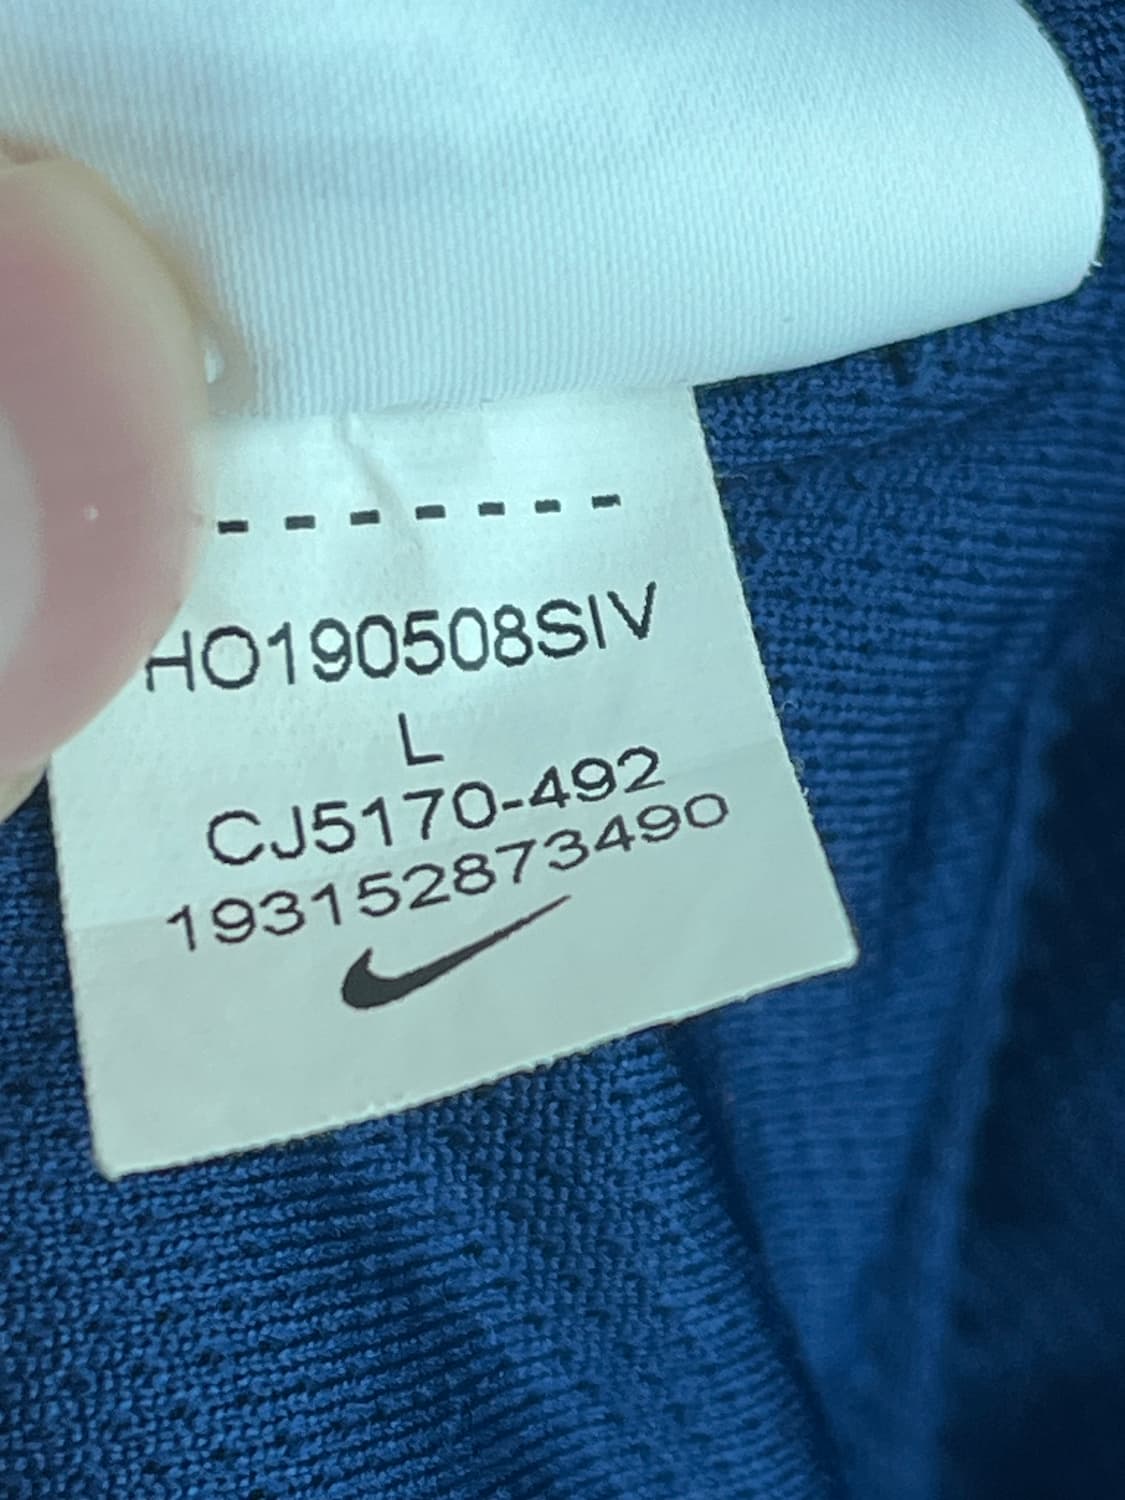 -------
HO190508SIV
L
CJ5170-492
193152873490